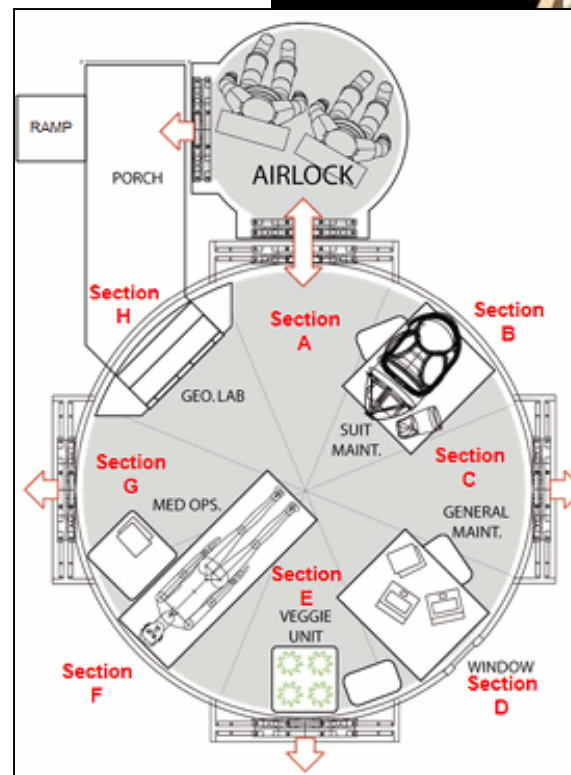 RAMP
PORCH
AIRLOCK
Section
H
Section
A
Section
B
GEO. LAB
SUIT
MAINT.
Section
C
Section
G
MED OPS.
GENERAL
MAINT.
Section
E
VEGGIE
UNIT
WINDOW
Section
D
Section
F